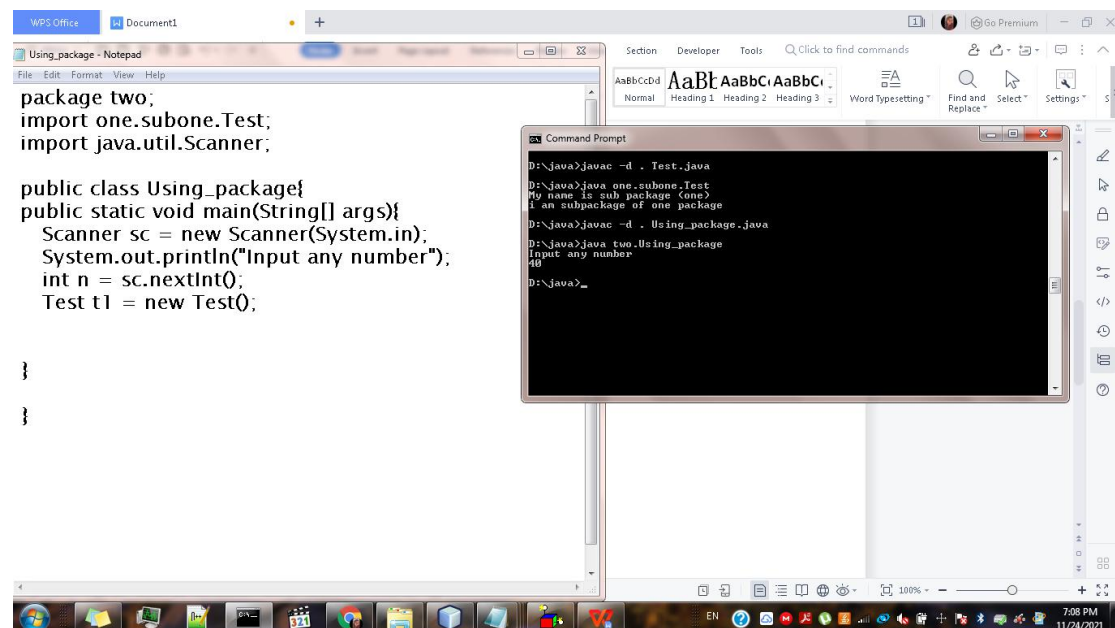 WPS Office
Document1
+
1
Go Premium
Using_package - Notepad
File Edit Format View Help
package two;
import one.subone.Test;
import java.util.Scanner;
public class Using_package{
public static void main(String[] args){
Scanner sc = new Scanner(System.in);
System.out.println("Input any number");
int n = sc.nextInt();
Test t1 = new Test();
}
}
Section Developer Tools Click to find commands
AaBbCcDd AaBb AaBbC AaBbC
Normal Heading 1 Heading 2 Heading 3 Word Typesetting Find and Replace Select Settings S
Command Prompt
D:\java>javac -d . Test.java
D:\java>java one.subone.Test
My name is sub package (one)
i am subpackage of one package
D:\java>javac -d . Using_package.java
D:\java>java two.Using_package
Input any number
40
D:\java>_
100% - +
EN
7:08 PM
11/24/2021